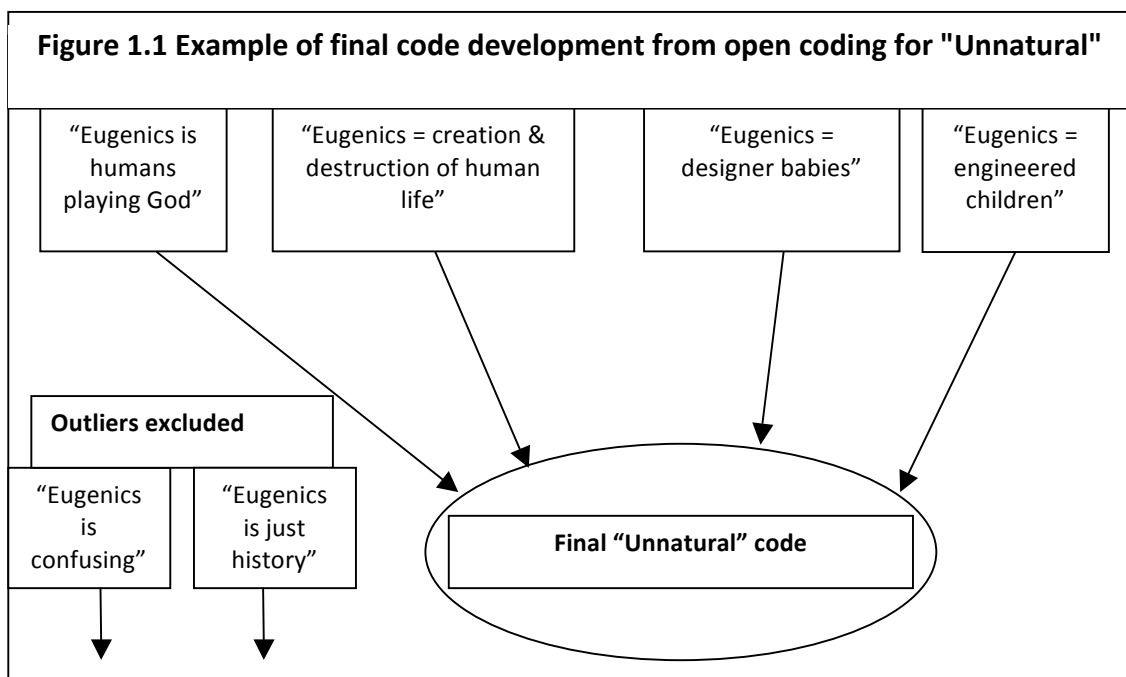 Figure 1.1 Example of final code development from open coding for "Unnatural"
“Eugenics is
humans
playing God”
“Eugenics = creation &
destruction of human
life”
“Eugenics =
designer babies”
“Eugenics =
engineered
children”
Outliers excluded
“Eugenics
is
confusing”
“Eugenics
is just
history”
Final “Unnatural” code